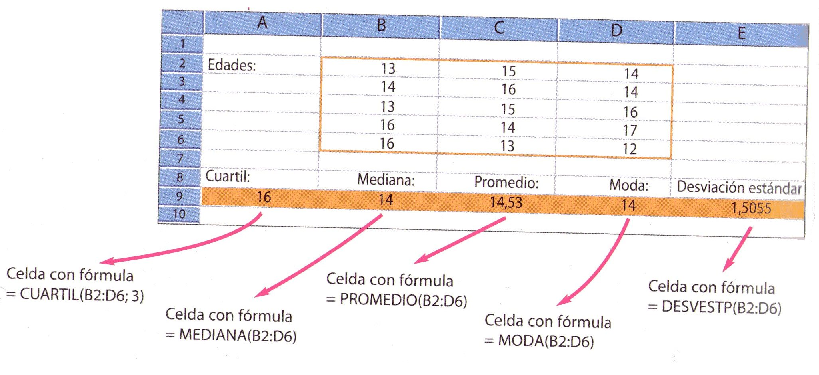 A B C D E
1
2 Edades: 13 15 14
3 14 16 14
4 13 15 16
5 16 14 17
6 16 13 12
7
8 Cuartil: Mediana: Promedio: Moda: Desviación estándar
9 16 14 14,53 14 1,5055
10
Celda con fórmula
= CUARTIL(B2:D6; 3)
Celda con fórmula
= MEDIANA(B2:D6)
Celda con fórmula
= PROMEDIO(B2:D6)
Celda con fórmula
= MODA(B2:D6)
Celda con fórmula
= DESVESTP(B2:D6)